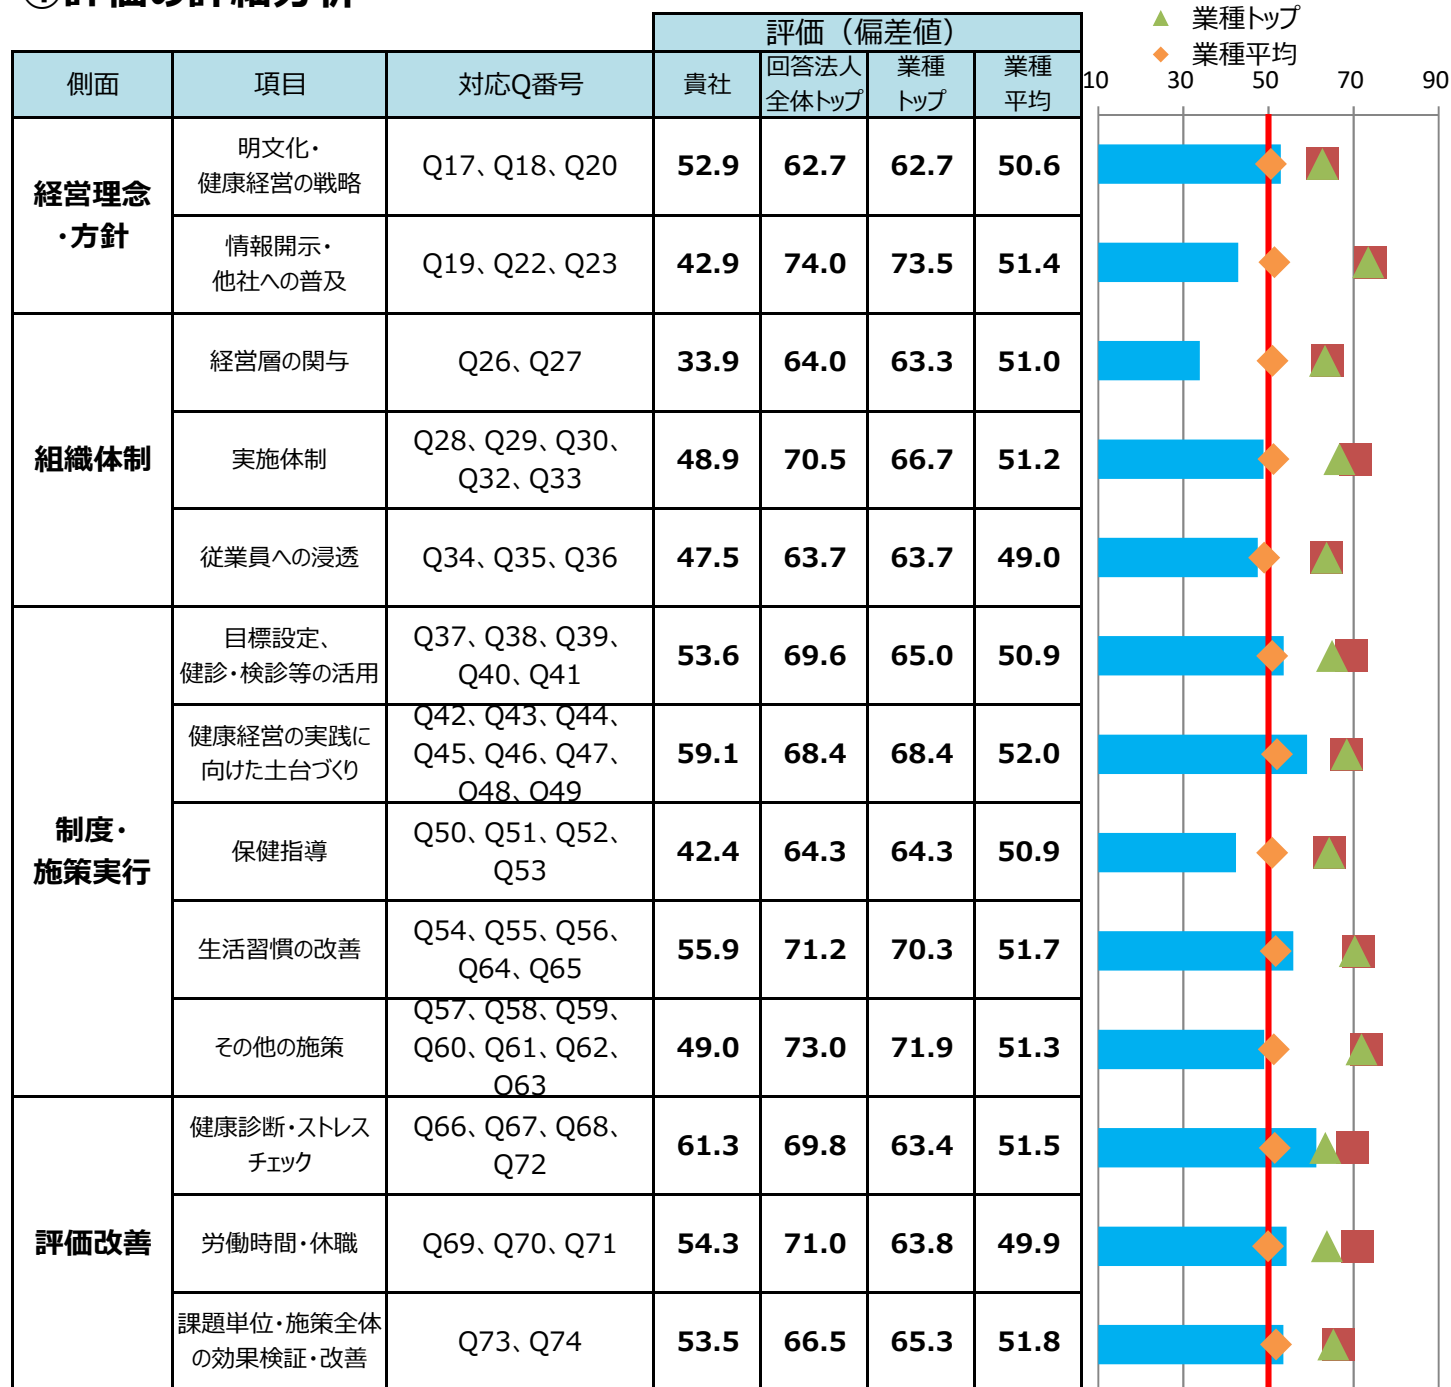 ①評価の詳細分析
▲ 業種トップ
◆ 業種平均
評価（偏差値）
側面 項目 対応Q番号 貴社 回答法人全体トップ 業種トップ 業種平均
10 30 50 70 90
経営理念
・方針
明文化・
健康経営の戦略
Q17、Q18、Q20
52.9 62.7 62.7 50.6
情報開示・
他社への普及
Q19、Q22、Q23
42.9 74.0 73.5 51.4
組織体制
経営層の関与
Q26、Q27
33.9 64.0 63.3 51.0
実施体制
Q28、Q29、Q30、
Q32、Q33
48.9 70.5 66.7 51.2
従業員への浸透
Q34、Q35、Q36
47.5 63.7 63.7 49.0
制度・
施策実行
目標設定、
健診・検診等の活用
Q37、Q38、Q39、
Q40、Q41
53.6 69.6 65.0 50.9
健康経営の実践に
向けた土台づくり
Q42、Q43、Q44、
Q45、Q46、Q47、
Q48、Q49
59.1 68.4 68.4 52.0
保健指導
Q50、Q51、Q52、
Q53
42.4 64.3 64.3 50.9
生活習慣の改善
Q54、Q55、Q56、
Q64、Q65
55.9 71.2 70.3 51.7
その他の施策
Q57、Q58、Q59、
Q60、Q61、Q62、
Q63
49.0 73.0 71.9 51.3
評価改善
健康診断・ストレス
チェック
Q66、Q67、Q68、
Q72
61.3 69.8 63.4 51.5
労働時間・休職
Q69、Q70、Q71
54.3 71.0 63.8 49.9
課題単位・施策全体
の効果検証・改善
Q73、Q74
53.5 66.5 65.3 51.8